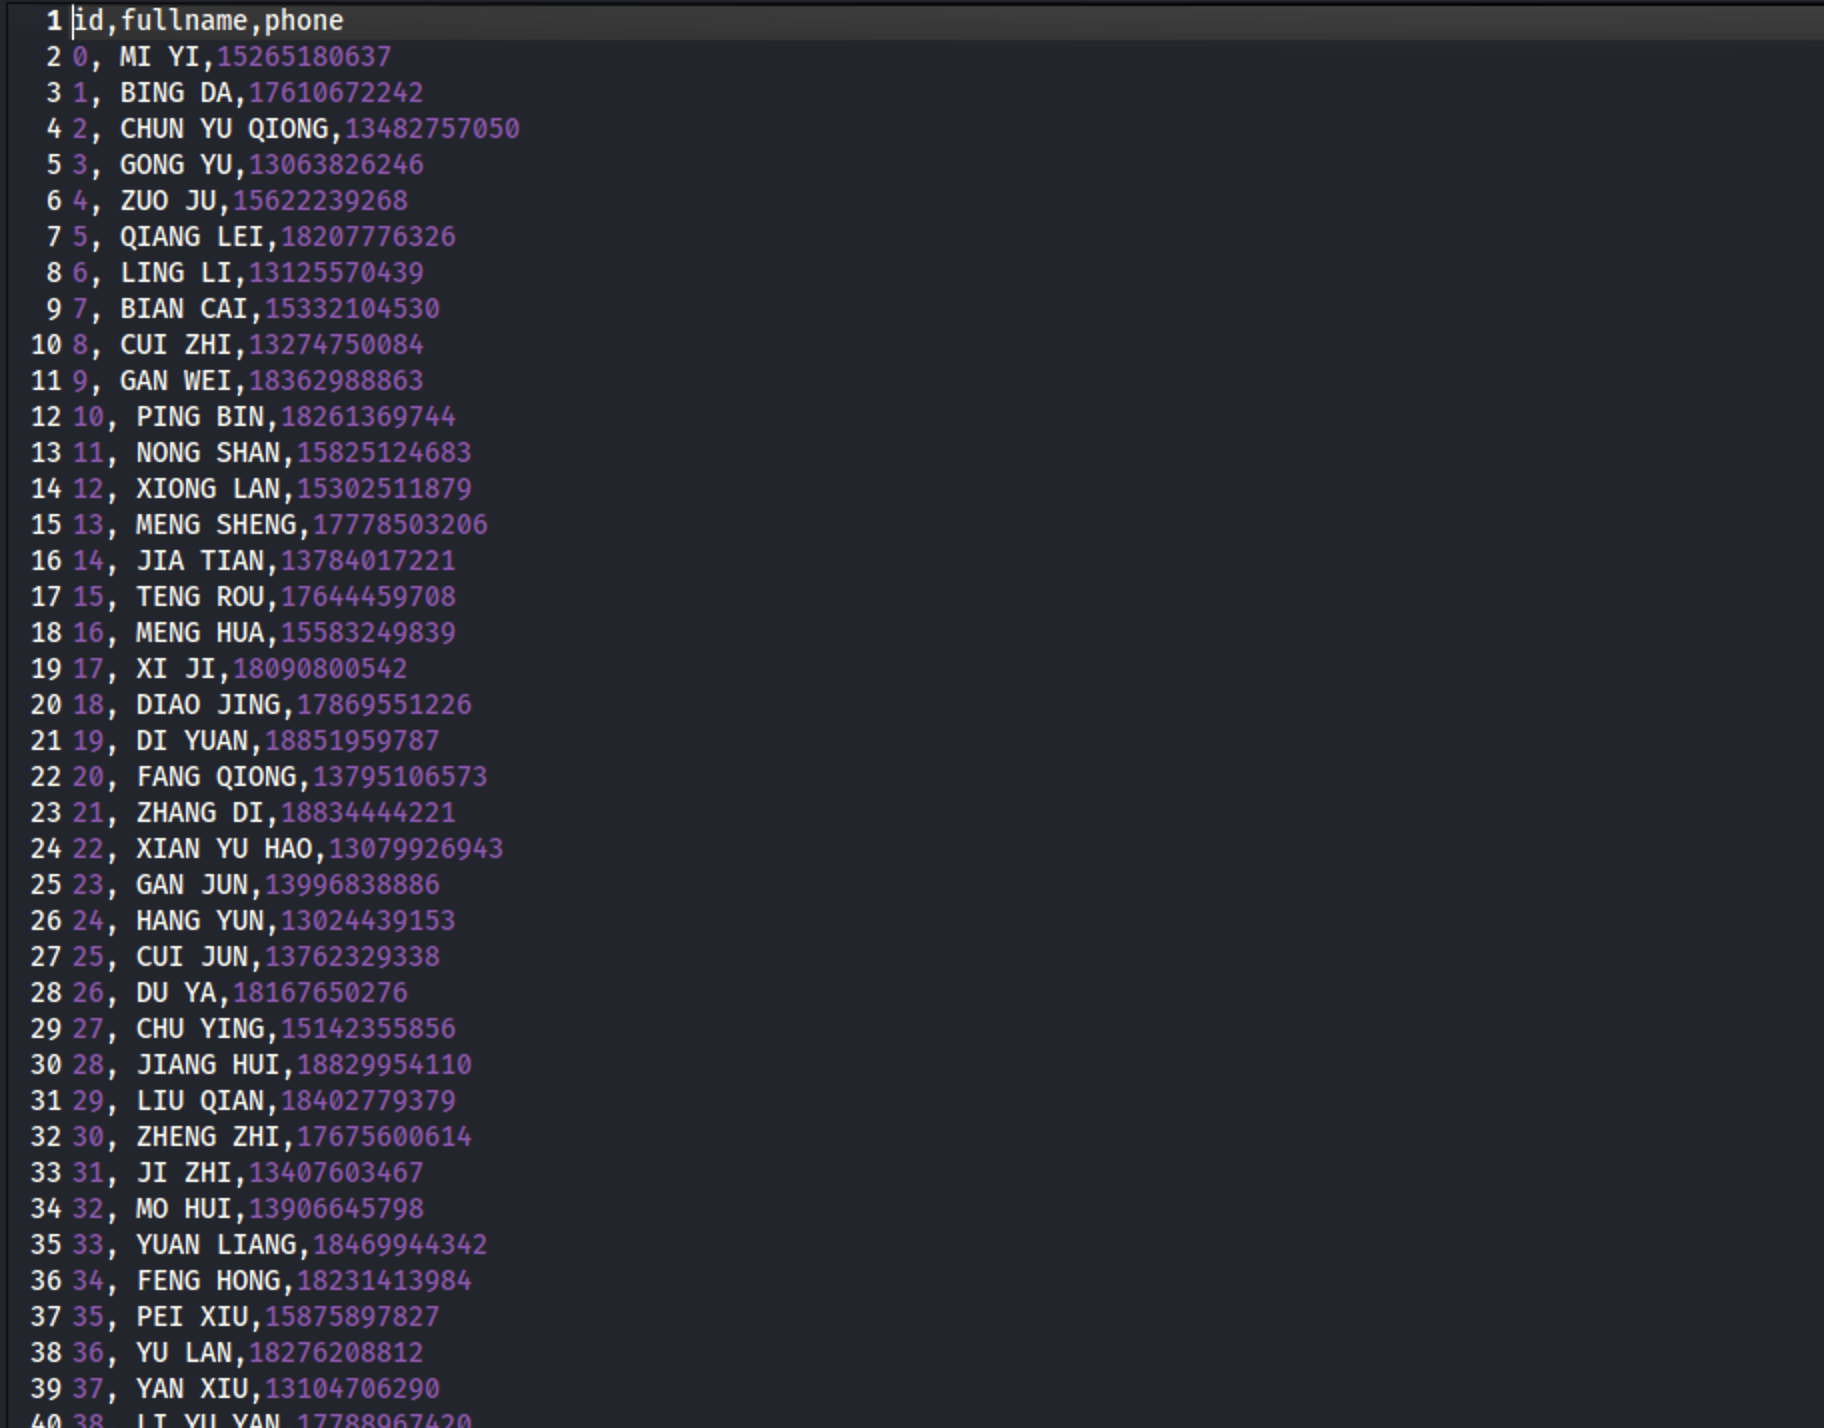 1 id,fullname,phone
2 0, MI YI,15265180637
3 1, BING DA,17610672242
4 2, CHUN YU QIONG,13482757050
5 3, GONG YU,13063826246
6 4, ZUO JU,15622239268
7 5, QIANG LEI,18207776326
8 6, LING LI,13125570439
9 7, BIAN CAI,15332104530
10 8, CUI ZHI,13274750084
11 9, GAN WEI,18362988863
12 10, PING BIN,18261369744
13 11, NONG SHAN,15825124683
14 12, XIONG LAN,15302511879
15 13, MENG SHENG,17778503206
16 14, JIA TIAN,13784017221
17 15, TENG ROU,17644459708
18 16, MENG HUA,15583249839
19 17, XI JI,18090800542
20 18, DIAO JING,17869551226
21 19, DI YUAN,18851959787
22 20, FANG QIONG,13795106573
23 21, ZHANG DI,18834444221
24 22, XIAN YU HAO,13079926943
25 23, GAN JUN,13996838886
26 24, HANG YUN,13024439153
27 25, CUI JUN,13762329338
28 26, DU YA,18167650276
29 27, CHU YING,15142355856
30 28, JIANG HUI,18829954110
31 29, LIU QIAN,18402779379
32 30, ZHENG ZHI,17675600614
33 31, JI ZHI,13407603467
34 32, MO HUI,13906645798
35 33, YUAN LIANG,18469944342
36 34, FENG HONG,18231413984
37 35, PEI XIU,15875897827
38 36, YU LAN,18276208812
39 37, YAN XIU,13104706290
40 38, LI YU YAN,17788967420